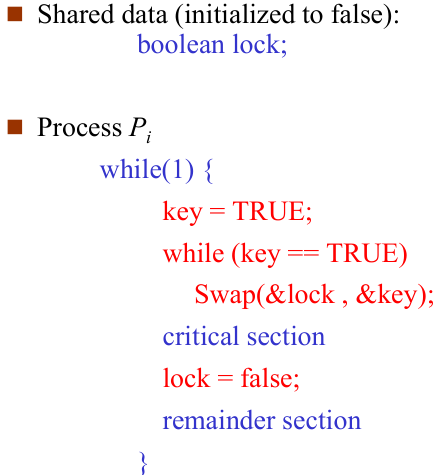 ■ Shared data (initialized to false):
boolean lock;
■ Process Pi
while(1) {
key = TRUE;
while (key == TRUE)
Swap(&lock , &key);
critical section
lock = false;
remainder section
}